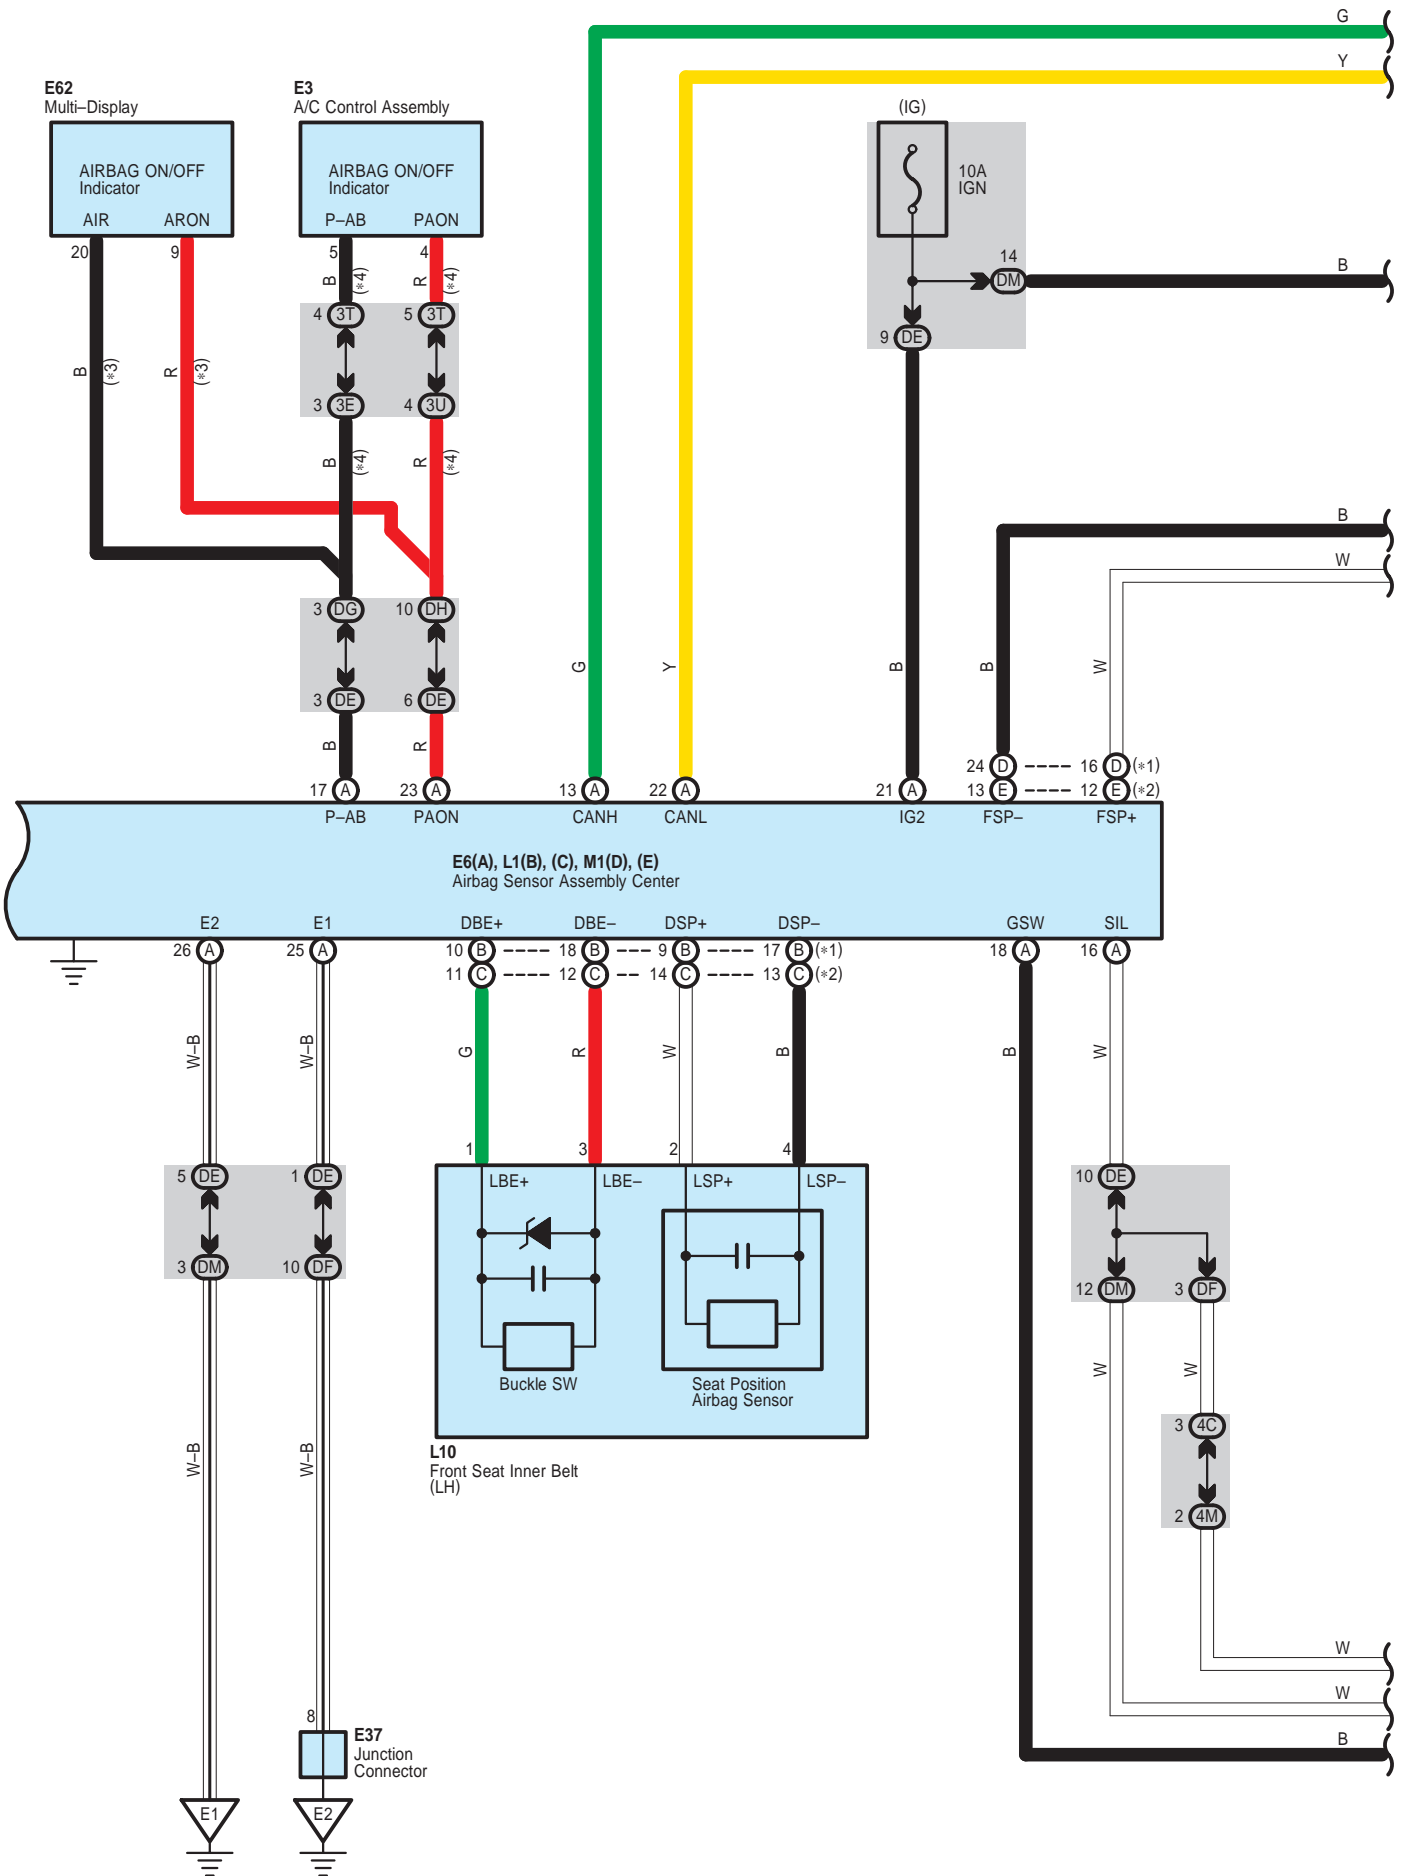 G
Y
E62
Multi–Display
E3
A/C Control Assembly
(IG)
AIRBAG ON/OFF
Indicator
AIR ARON
AIRBAG ON/OFF
Indicator
P–AB PAON
10A
IGN
20 9 5 4
B (*4) R (*4)
14 DM B
4 3T 5 3T
9 DE
B (*3) R (*3)
3 3E 4 3U
B (*4) R (*4)
B
W
3 DG 10 DH
G Y B B W
3 DE 6 DE
B R
24 D 16 D (*1)
17 A 23 A 13 A 22 A 21 A 13 E 12 E (*2)
P–AB PAON CANH CANL IG2 FSP– FSP+
E6(A), L1(B), (C), M1(D), (E)
Airbag Sensor Assembly Center
E2 E1 DBE+ DBE– DSP+ DSP– GSW SIL
26 A 25 A 10 B 18 B 9 B 17 B (*1) 18 A 16 A
11 C 12 C 14 C 13 C (*2)
W–B W–B G R W B B W
1 3 2 4
5 DE 1 DE LBE+ LBE– LSP+ LSP– 10 DE
3 DM 10 DF
12 DM 3 DF
Buckle SW
Seat Position
Airbag Sensor
W W
3 4C
L10
Front Seat Inner Belt
(LH)
W–B W–B
2 4M
W
W
B
8
E37
Junction
Connector
E1 E2